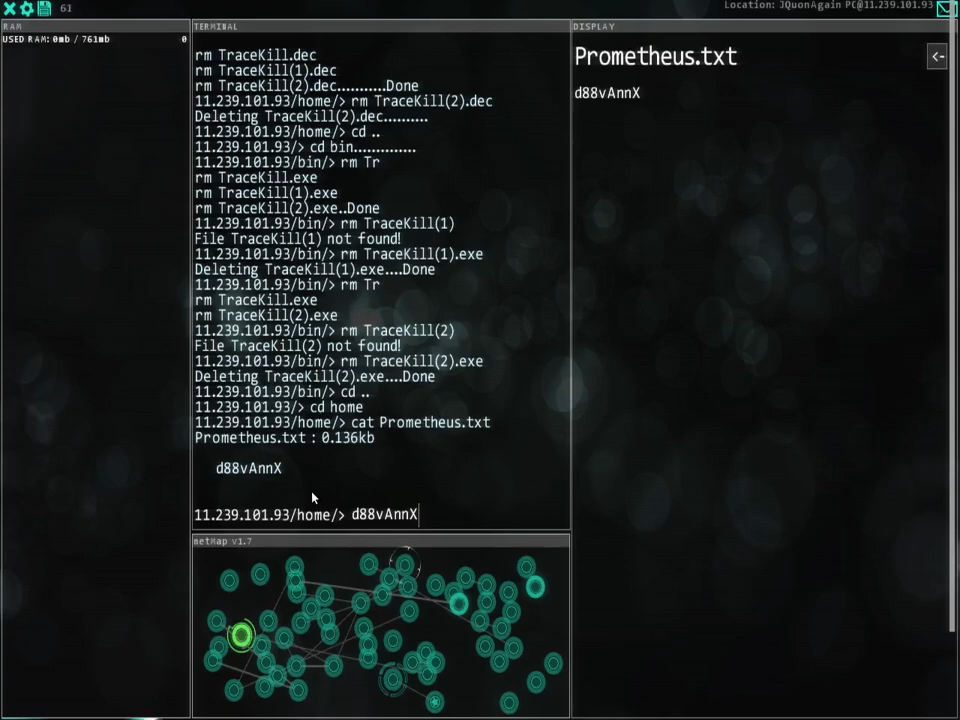 61
Location: JQuonAgain PC@11.239.101.93
RAM
USED RAM: 0mb / 761mb 0
TERMINAL
rm TraceKill.dec
rm TraceKill(1).dec
rm TraceKill(2).dec..........Done
11.239.101.93/home/> rm TraceKill(2).dec
Deleting TraceKill(2).dec.........
11.239.101.93/home/> cd ..
11.239.101.93/> cd bin..............
11.239.101.93/bin/> rm Tr
rm TraceKill.exe
rm TraceKill(1).exe
rm TraceKill(2).exe..Done
11.239.101.93/bin/> rm TraceKill(1)
File TraceKill(1) not found!
11.239.101.93/bin/> rm TraceKill(1).exe
Deleting TraceKill(1).exe....Done
11.239.101.93/bin/> rm Tr
rm TraceKill.exe
rm TraceKill(2).exe
11.239.101.93/bin/> rm TraceKill(2)
File TraceKill(2) not found!
11.239.101.93/bin/> rm TraceKill(2).exe
Deleting TraceKill(2).exe....Done
11.239.101.93/bin/> cd ..
11.239.101.93/> cd home
11.239.101.93/home/> cat Prometheus.txt
Prometheus.txt : 0.136kb
d88vAnnX
11.239.101.93/home/> d88vAnnX
netMap v1.7
DISPLAY
Prometheus.txt
<-
d88vAnnX